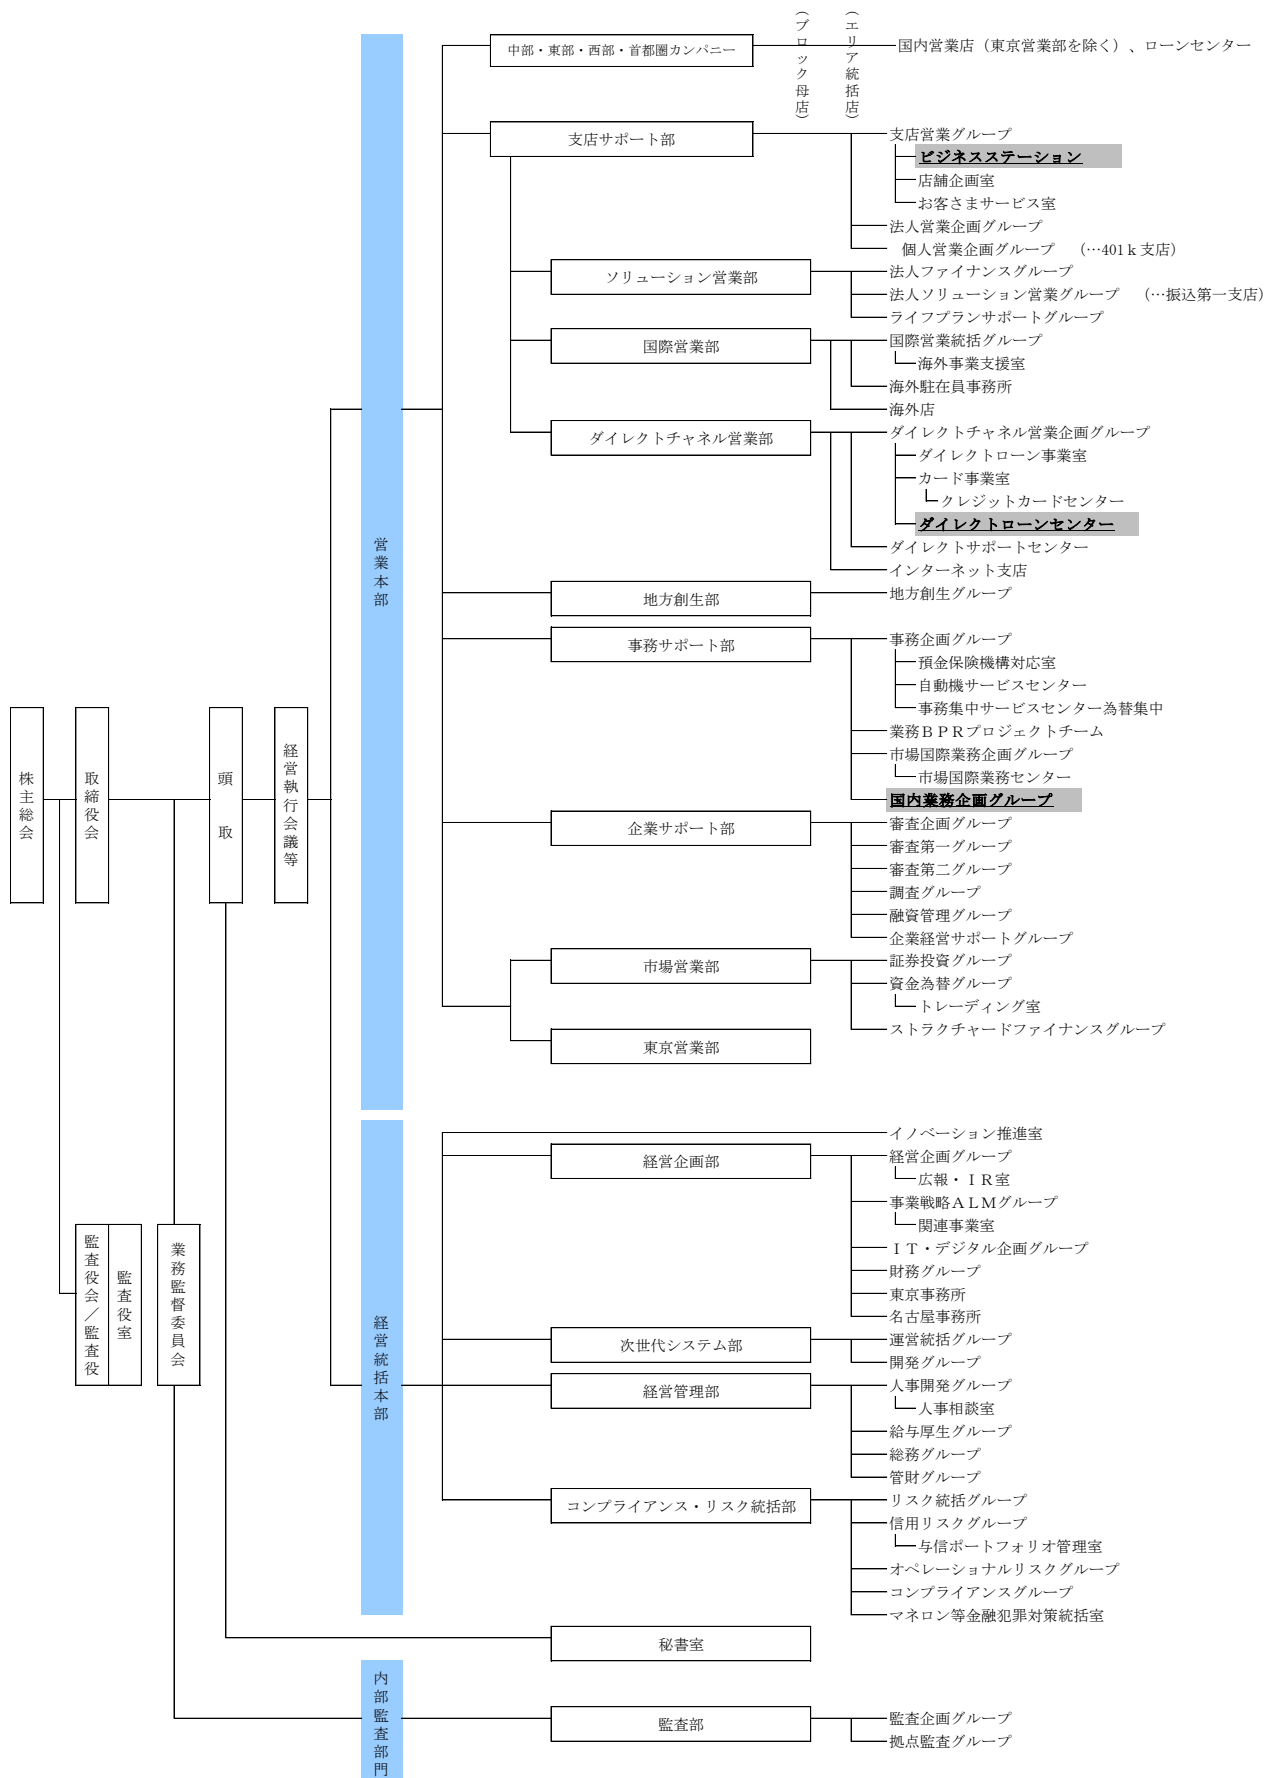 （ブロック母店）
（エリア統括店）
中部・東部・西部・首都圏カンパニー
国内営業店（東京営業部を除く）、ローンセンター
支店サポート部
支店営業グループ
ビジネスステーション
店舗企画室
お客さまサービス室
法人営業企画グループ
個人営業企画グループ　（…401ｋ支店）
ソリューション営業部
法人ファイナンスグループ
法人ソリューション営業グループ　（…振込第一支店）
ライフプランサポートグループ
国際営業部
国際営業統括グループ
海外事業支援室
海外駐在員事務所
海外店
ダイレクトチャネル営業部
ダイレクトチャネル営業企画グループ
ダイレクトローン事業室
カード事業室
クレジットカードセンター
ダイレクトローンセンター
ダイレクトサポートセンター
インターネット支店
営業本部
地方創生部
地方創生グループ
事務サポート部
事務企画グループ
預金保険機構対応室
自動機サービスセンター
事務集中サービスセンター為替集中
業務ＢＰＲプロジェクトチーム
市場国際業務企画グループ
市場国際業務センター
国内業務企画グループ
株主総会
取締役会
頭取
経営執行会議等
企業サポート部
審査企画グループ
審査第一グループ
審査第二グループ
調査グループ
融資管理グループ
企業経営サポートグループ
市場営業部
証券投資グループ
資金為替グループ
トレーディング室
ストラクチャードファイナンスグループ
東京営業部
イノベーション推進室
経営企画部
経営企画グループ
広報・ＩＲ室
事業戦略ＡＬＭグループ
関連事業室
ＩＴ・デジタル企画グループ
財務グループ
東京事務所
名古屋事務所
監査役会／監査役
監査役室
業務監督委員会
経営統括本部
次世代システム部
運営統括グループ
開発グループ
経営管理部
人事開発グループ
人事相談室
給与厚生グループ
総務グループ
管財グループ
コンプライアンス・リスク統括部
リスク統括グループ
信用リスクグループ
与信ポートフォリオ管理室
オペレーショナルリスクグループ
コンプライアンスグループ
マネロン等金融犯罪対策統括室
秘書室
内部監査部門
監査部
監査企画グループ
拠点監査グループ